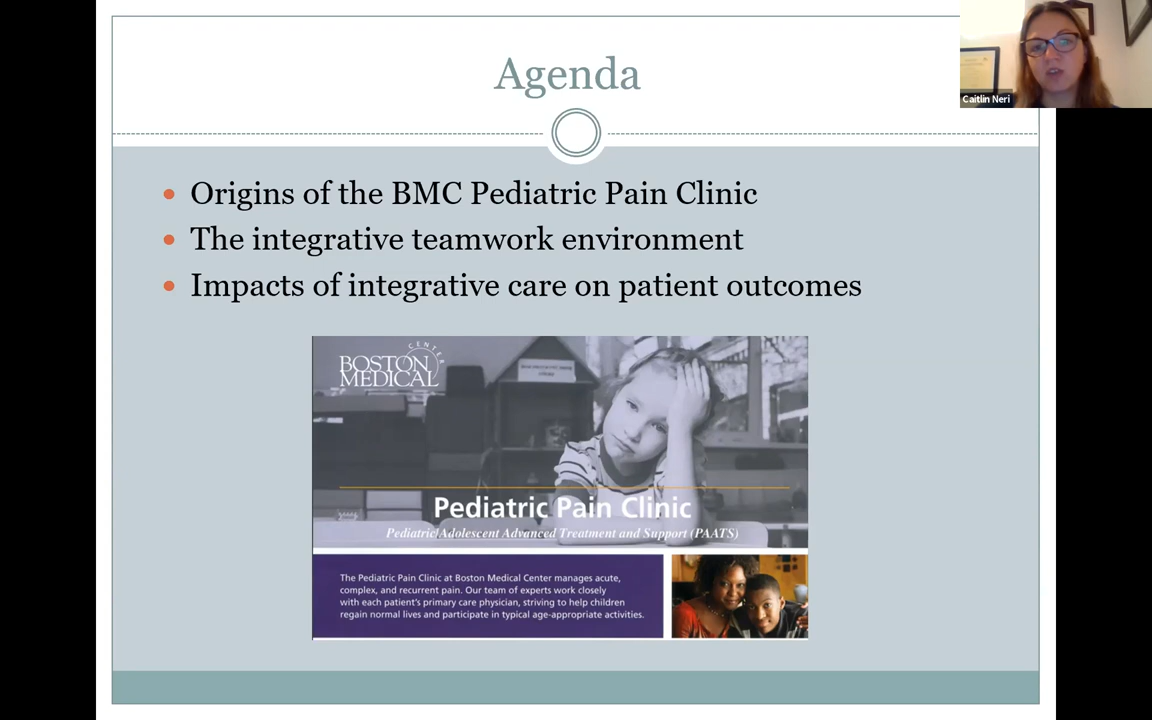 Agenda
Caitlin Neri
Origins of the BMC Pediatric Pain Clinic
The integrative teamwork environment
Impacts of integrative care on patient outcomes
BOSTON
MEDICAL
CENTER
Pediatric Pain Clinic
Pediatric/Adolescent Advanced Treatment and Support (PAATS)
The Pediatric Pain Clinic at Boston Medical Center manages acute,
complex, and recurrent pain. Our team of experts work closely
with each patient's primary care physician, striving to help children
regain normal lives and participate in typical age-appropriate activities.